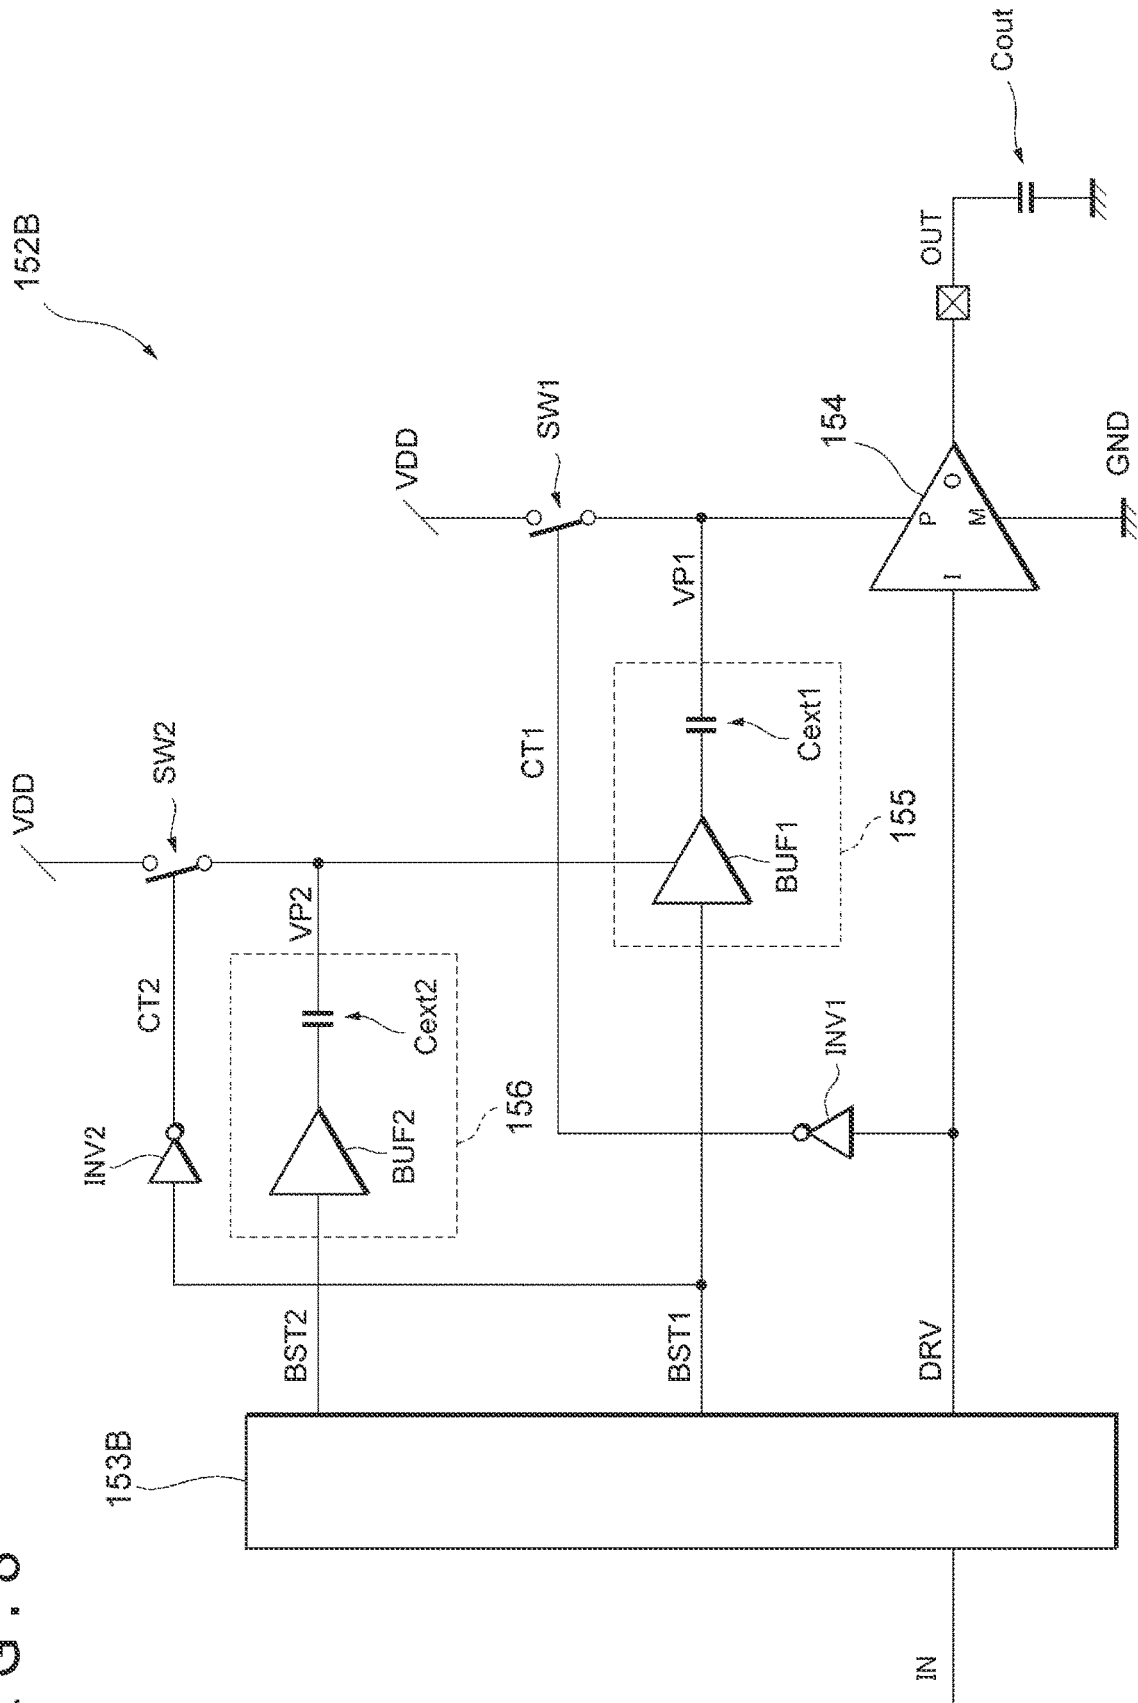 152B
VDD
SW2
CT2
INV2
VP2
Cext2
BUF2
156
BST2
VDD
SW1
CT1
VP1
Cext1
BUF1
155
BST1
INV1
DRV
153B
IN
154
P
I
O
M
GND
OUT
Cout